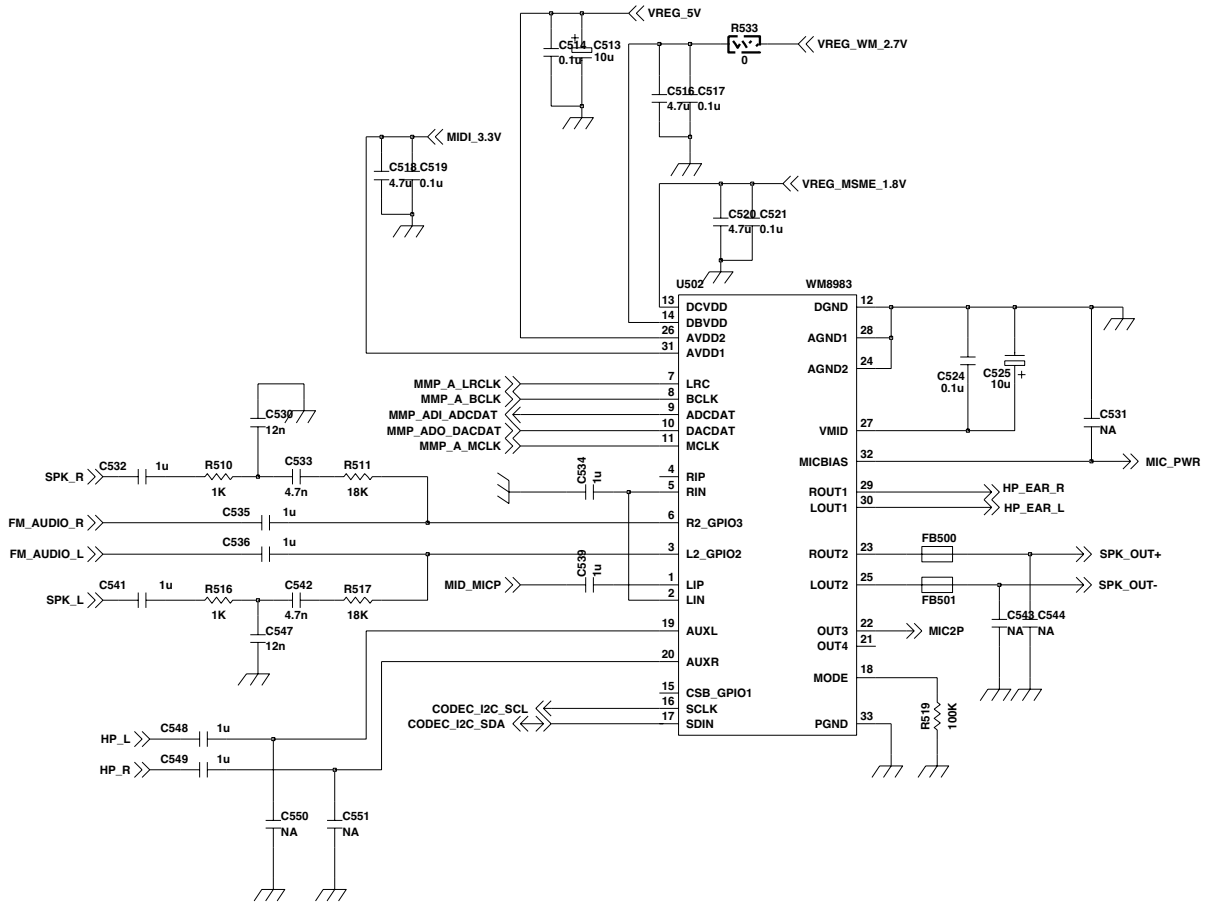 VREG_5V
R533
C514 C513
0.1u 10u
VREG_WM_2.7V
0
C516 C517
4.7u 0.1u
MIDI_3.3V
C518 C519
4.7u 0.1u
VREG_MSME_1.8V
C520 C521
4.7u 0.1u
U502 WM8983
13 DCVDD DGND 12
14 DBVDD
26 AVDD2 AGND1 28
31 AVDD1
AGND2 24
C524
0.1u
C525
10u
+
MMP_A_LRCLK 7 LRC
MMP_A_BCLK 8 BCLK
MMP_ADI_ADCDAT 9 ADCDAT
MMP_ADO_DACDAT 10 DACDAT VMID 27
MMP_A_MCLK 11 MCLK
C531
NA
C530
12n
MICBIAS 32 MIC_PWR
C532 1u R510 C533 R511
SPK_R
1K 4.7n 18K
C534 1u
4 RIP
5 RIN
ROUT1 29 HP_EAR_R
LOUT1 30 HP_EAR_L
C535 1u
FM_AUDIO_R 6 R2_GPIO3
C536 1u
FM_AUDIO_L 3 L2_GPIO2
ROUT2 23 FB500 SPK_OUT+
C539 1u
MID_MICP 1 LIP
2 LIN
LOUT2 25 FB501 SPK_OUT-
C541 1u R516 C542 R517
SPK_L
1K 4.7n 18K
C547
12n
C543 C544
NA NA
19 AUXL OUT3 22 MIC2P
OUT4 21
20 AUXR
MODE 18
15 CSB_GPIO1
CODEC_I2C_SCL 16 SCLK
CODEC_I2C_SDA 17 SDIN PGND 33
R519
100K
C548 1u
HP_L
C549 1u
HP_R
C550
NA
C551
NA